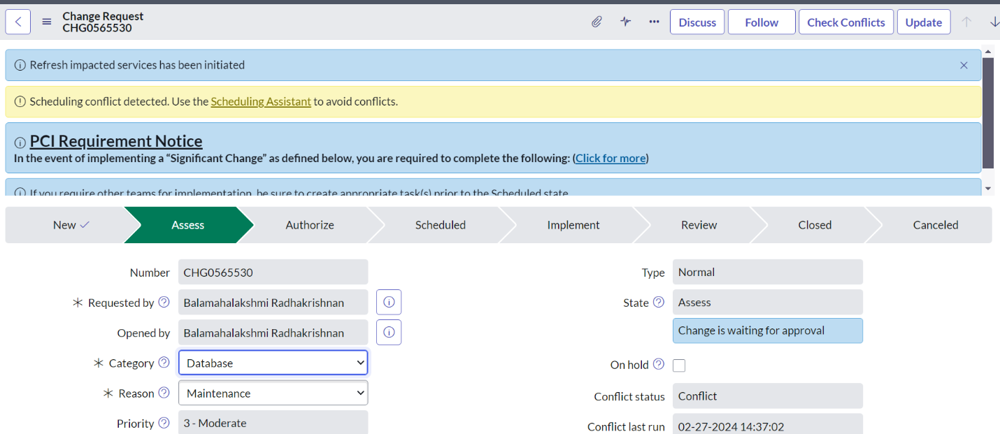 Change Request
CHG0565530
Discuss
Follow
Check Conflicts
Update
Refresh impacted services has been initiated
Scheduling conflict detected. Use the Scheduling Assistant to avoid conflicts.
PCI Requirement Notice
In the event of implementing a “Significant Change” as defined below, you are required to complete the following: (Click for more)
If you require other teams for implementation, be sure to create appropriate task(s) prior to the Scheduled state
New
Assess
Authorize
Scheduled
Implement
Review
Closed
Canceled
Number CHG0565530
Requested by Balamahalakshmi Radhakrishnan
Opened by Balamahalakshmi Radhakrishnan
Category Database
Reason Maintenance
Priority 3 - Moderate
Type Normal
State Assess
Change is waiting for approval
On hold
Conflict status Conflict
Conflict last run 02-27-2024 14:37:02